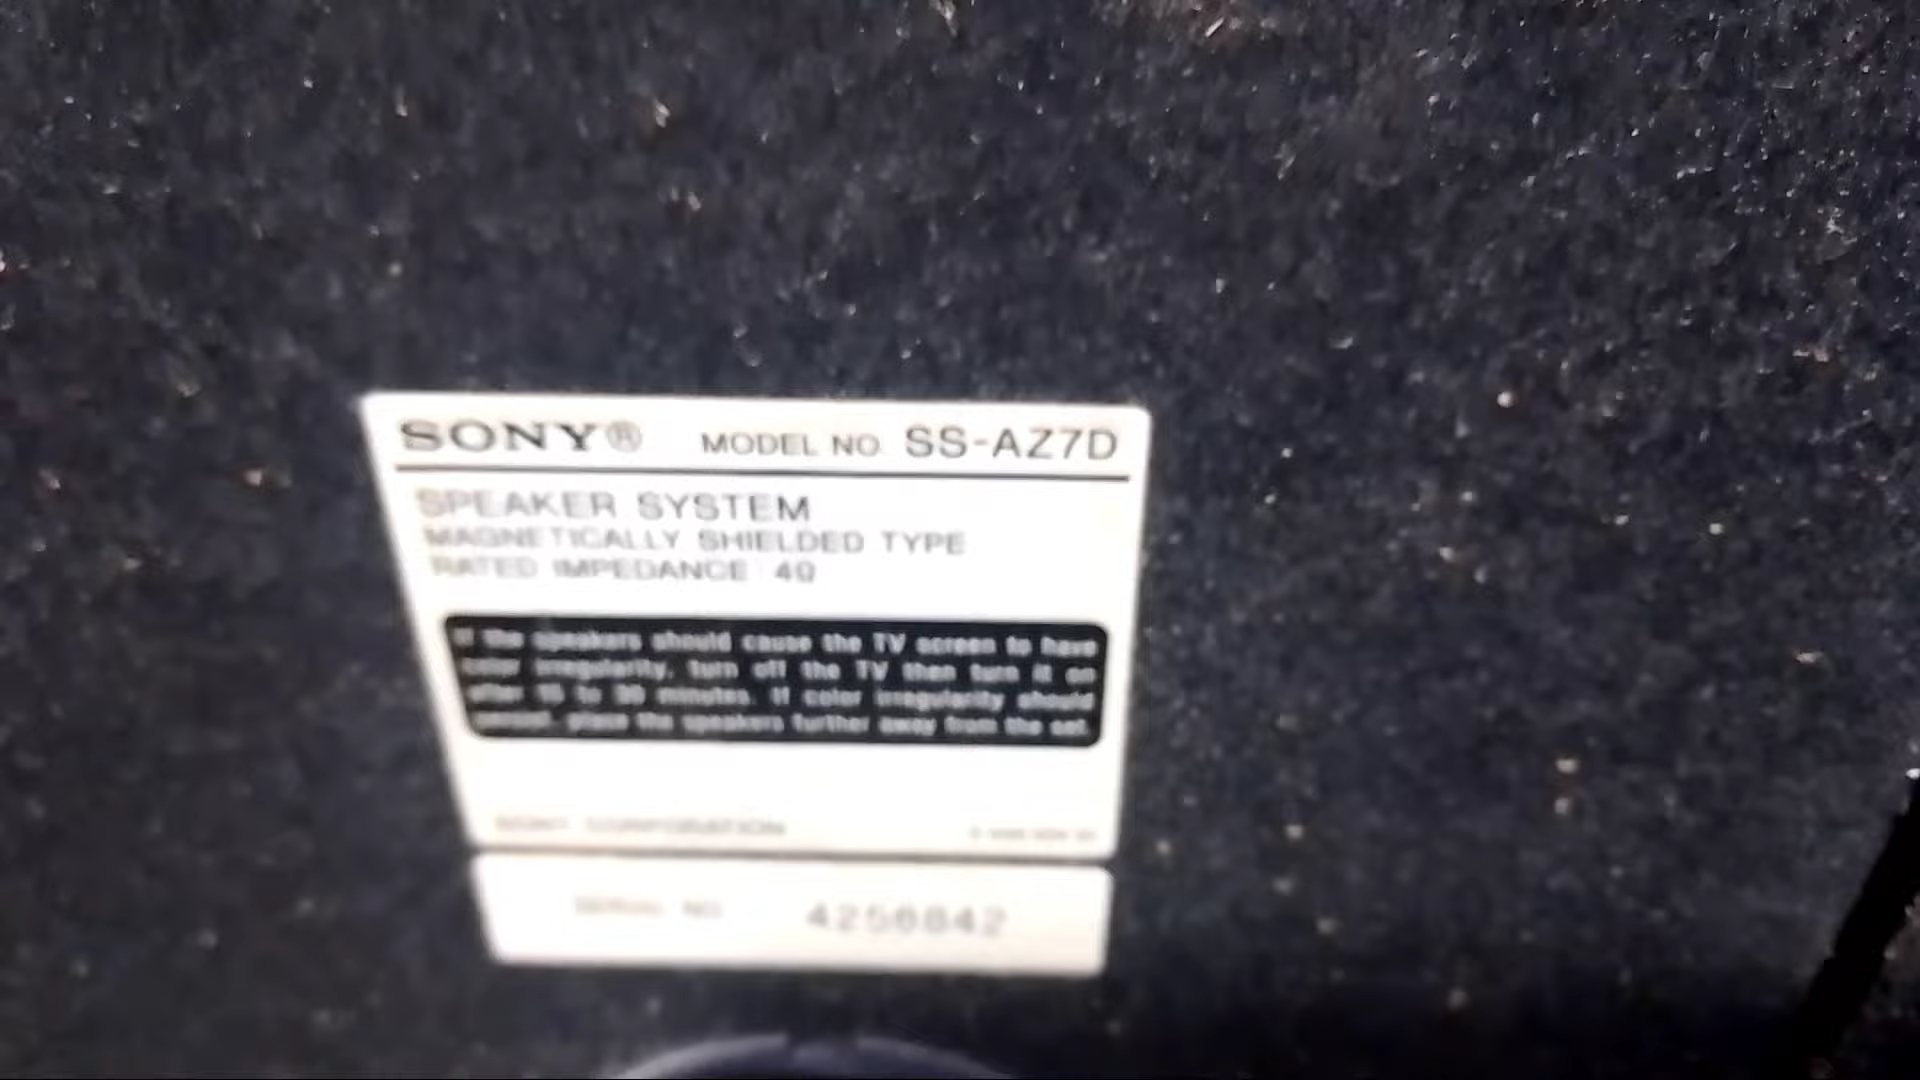 SONY® MODEL NO. SS-AZ7D
SPEAKER SYSTEM
MAGNETICALLY SHIELDED TYPE
RATED IMPEDANCE 4Ω
If the speakers should cause the TV screen to have
color irregularity, turn off the TV then turn it on
after 15 to 30 minutes. If color irregularity should
persist, place the speakers further away from the set.
SONY CORPORATION
SERIAL NO. 4256842